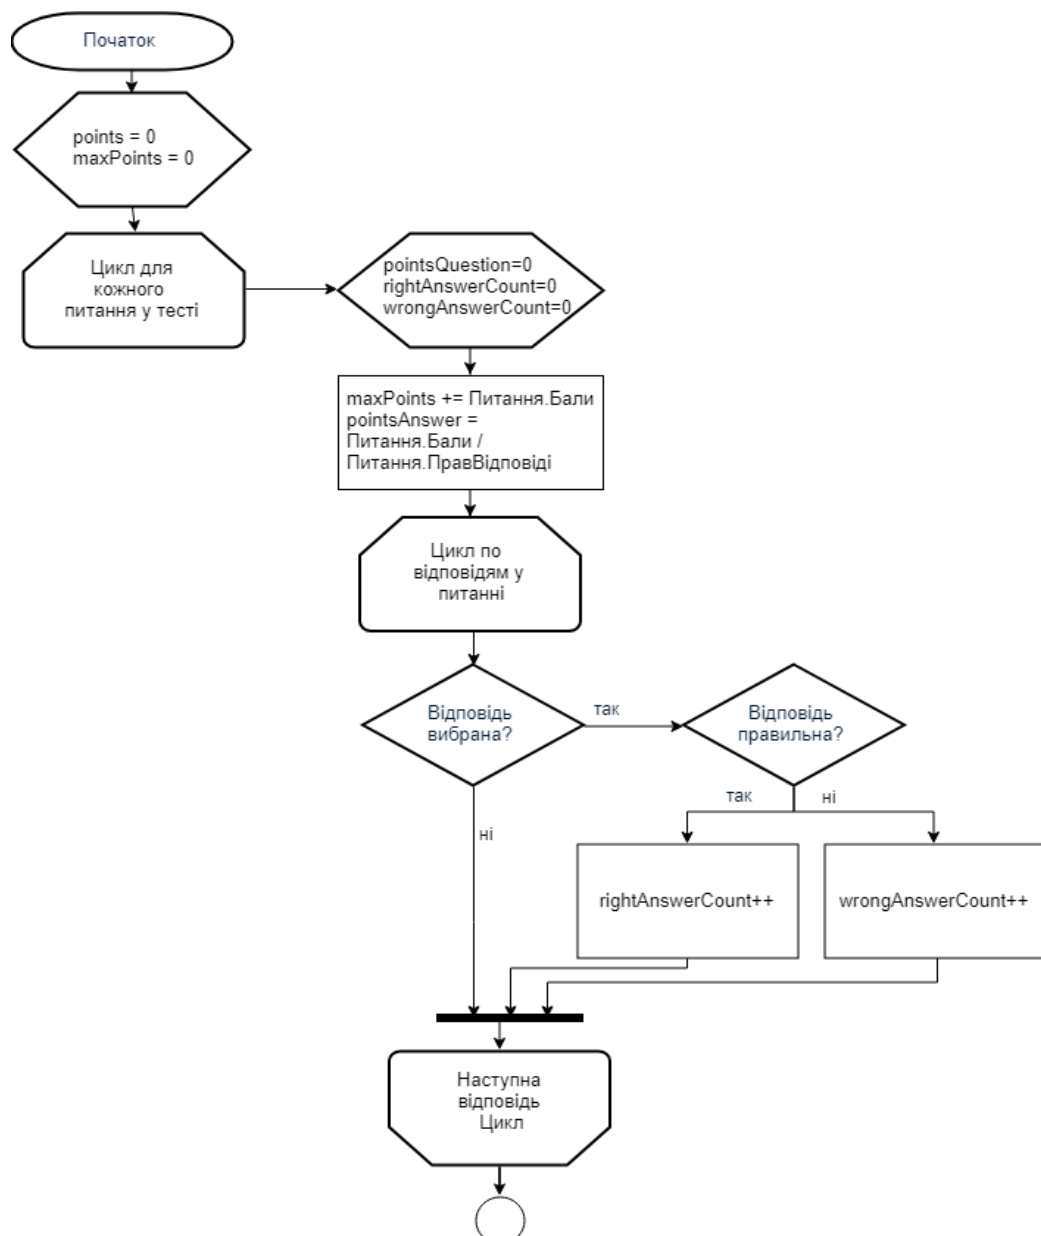 Початок
points = 0
maxPoints = 0
Цикл для
кожного
питання у тесті
pointsQuestion=0
rightAnswerCount=0
wrongAnswerCount=0
maxPoints += Питання.Бали
pointsAnswer =
Питання.Бали /
Питання.ПравВідповіді
Цикл по
відповідям у
питанні
Відповідь
вибрана?
так
Відповідь
правильна?
так
ні
ні
rightAnswerCount++
wrongAnswerCount++
Наступна
відповідь
Цикл